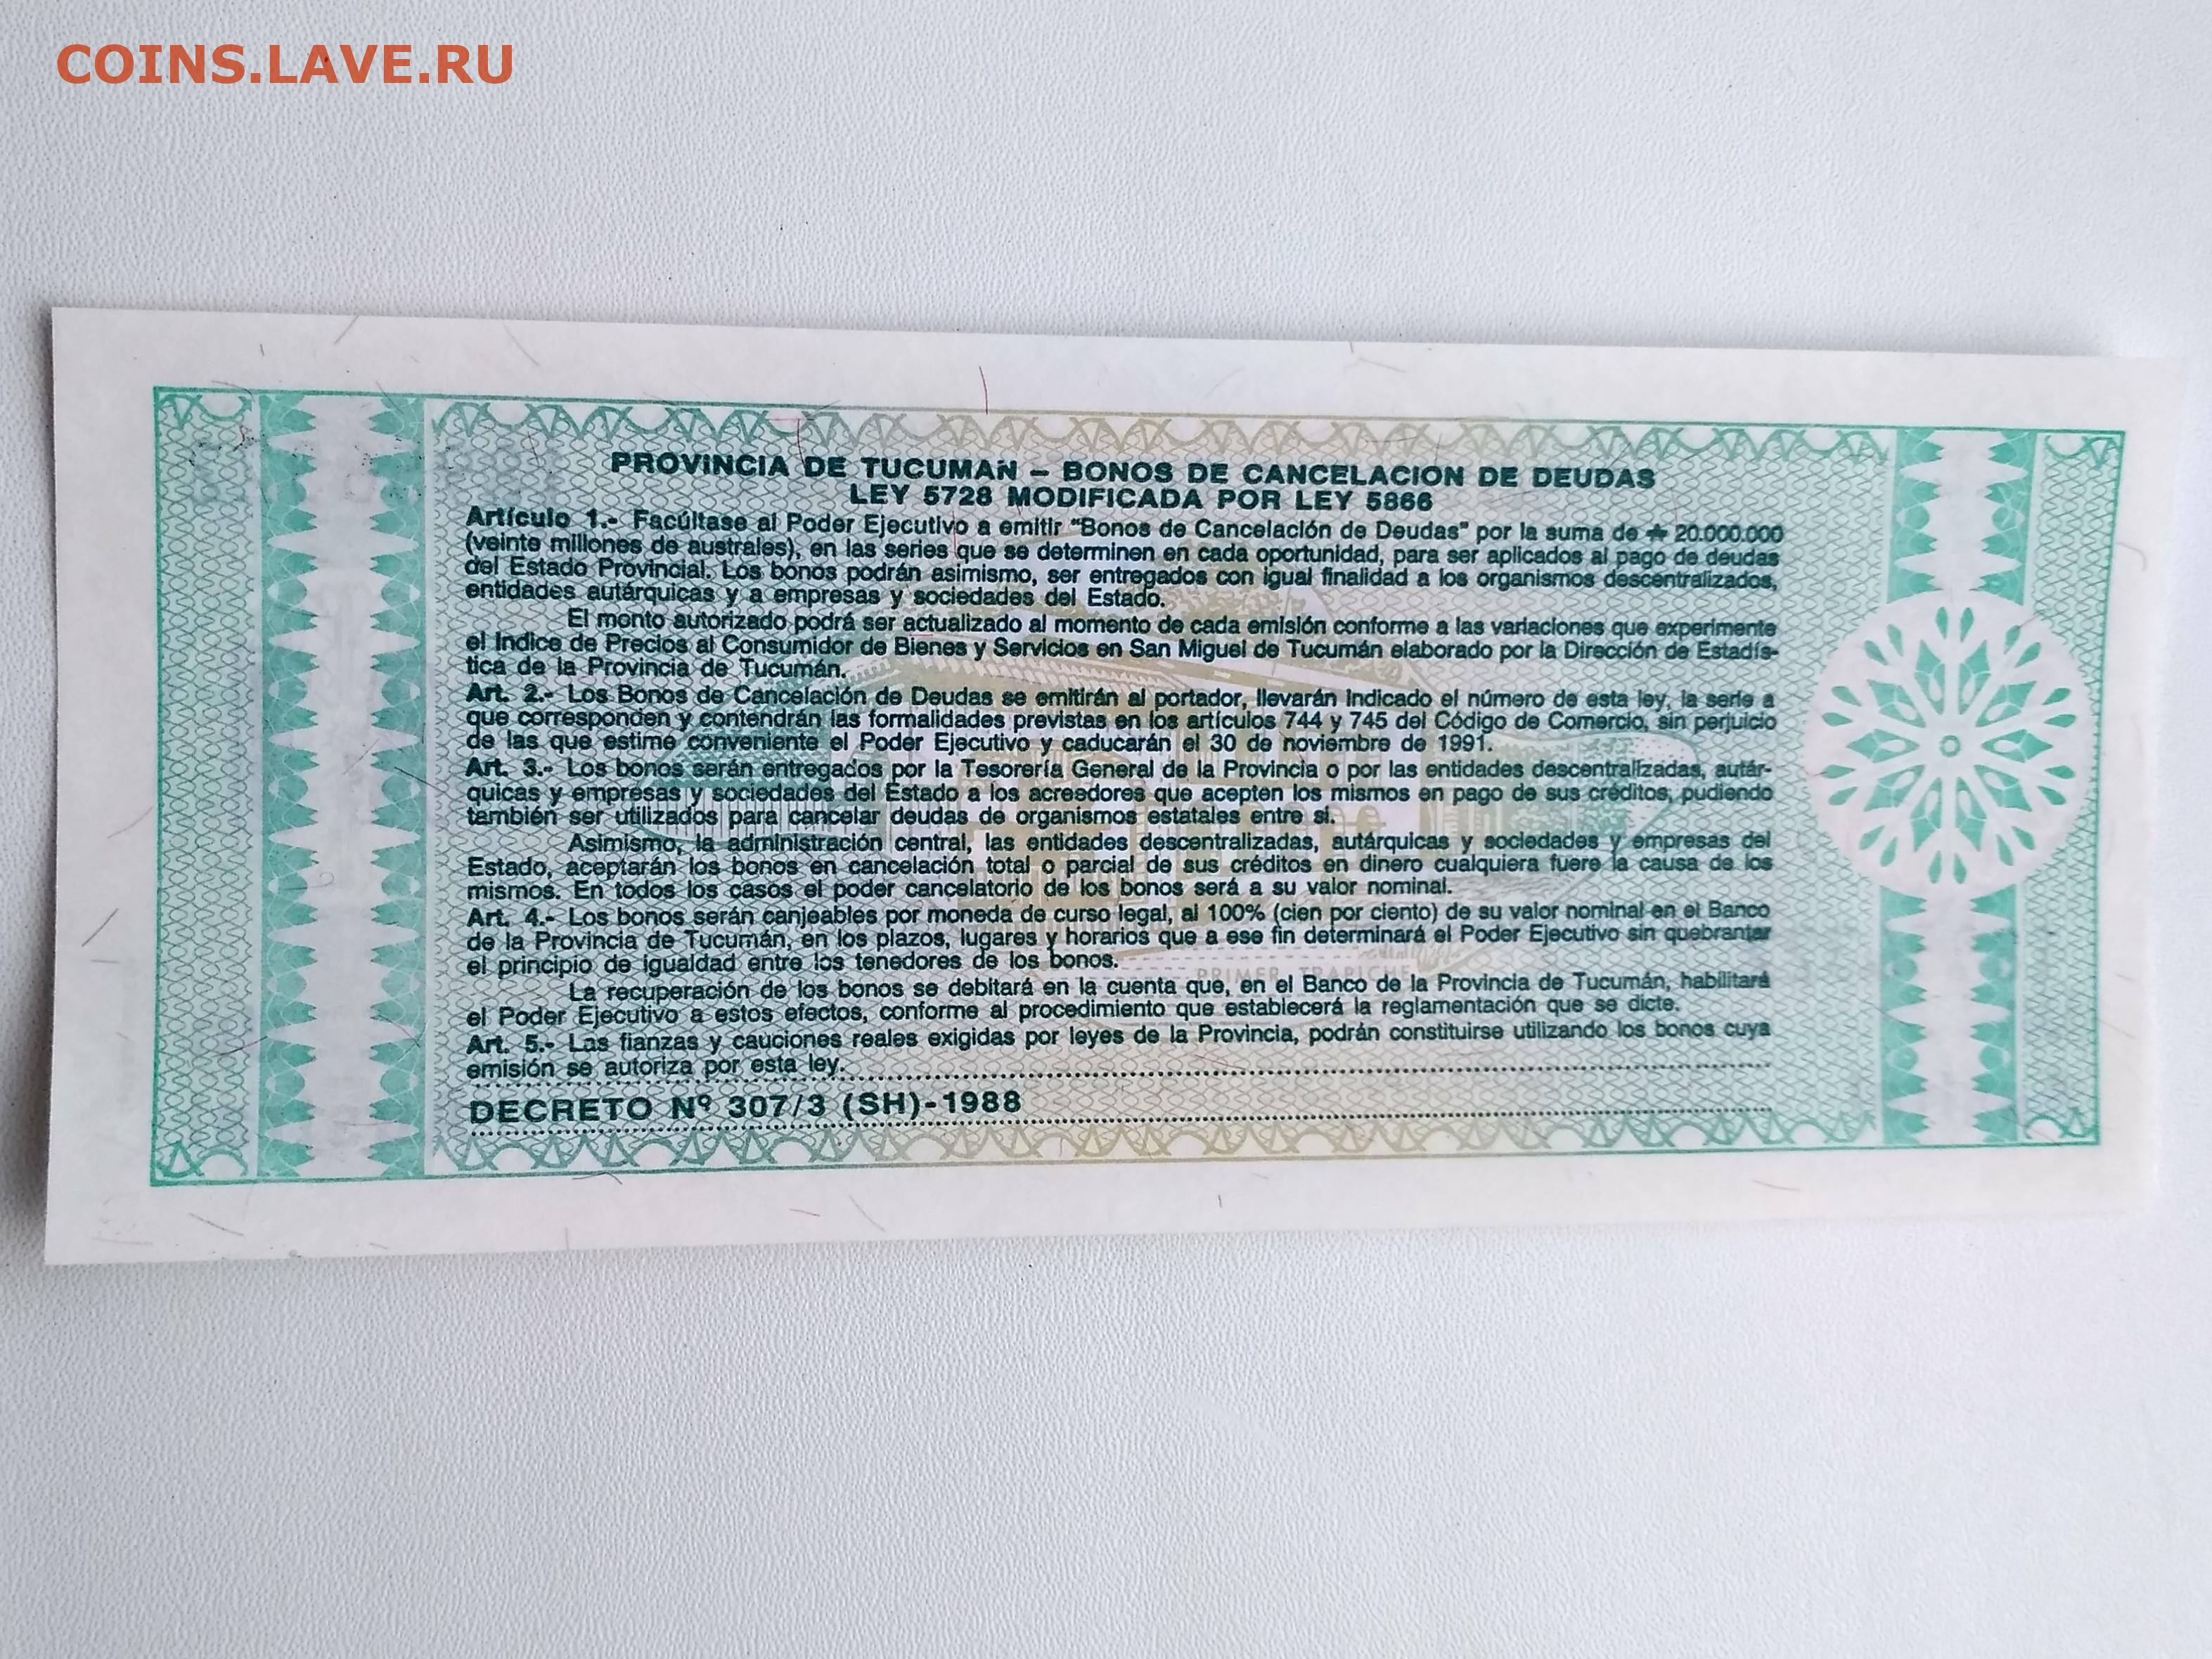 COINS.LAVE.RU
PROVINCIA DE TUCUMAN – BONOS DE CANCELACION DE DEUDAS
LEY 5728 MODIFICADA POR LEY 5866
Artículo 1.- Facúltase al Poder Ejecutivo a emitir "Bonos de Cancelación de Deudas" por la suma de ₳ 20.000.000
(veinte millones de australes), en las series que se determinen en cada oportunidad, para ser aplicados al pago de deudas
del Estado Provincial. Los bonos podrán asimismo, ser entregados con igual finalidad a los organismos descentralizados,
entidades autárquicas y a empresas y sociedades del Estado.
El monto autorizado podrá ser actualizado al momento de cada emisión conforme a las variaciones que experimente
el Indice de Precios al Consumidor de Bienes y Servicios en San Miguel de Tucumán elaborado por la Dirección de Estadís-
tica de la Provincia de Tucumán.
Art. 2.- Los Bonos de Cancelación de Deudas se emitirán al portador, llevarán indicado el número de esta ley, la serie a
que corresponden y contendrán las formalidades previstas en los artículos 744 y 745 del Código de Comercio, sin perjuicio
de las que estime conveniente el Poder Ejecutivo y caducarán el 30 de noviembre de 1991.
Art. 3.- Los bonos serán entregados por la Tesorería General de la Provincia o por las entidades descentralizadas, autár-
quicas y empresas y sociedades del Estado a los acreedores que acepten los mismos en pago de sus créditos, pudiendo
también ser utilizados para cancelar deudas de organismos estatales entre si.
Asimismo, la administración central, las entidades descentralizadas, autárquicas y sociedades y empresas del
Estado, aceptarán los bonos en cancelación total o parcial de sus créditos en dinero cualquiera fuere la causa de los
mismos. En todos los casos el poder cancelatorio de los bonos será a su valor nominal.
Art. 4.- Los bonos serán canjeables por moneda de curso legal, al 100% (cien por ciento) de su valor nominal en el Banco
de la Provincia de Tucumán, en los plazos, lugares y horarios que a ese fin determinará el Poder Ejecutivo sin quebrantar
el principio de igualdad entre los tenedores de los bonos.
PRIMER TRAPICHE
La recuperación de los bonos se debitará en la cuenta que, en el Banco de la Provincia de Tucumán, habilitará
el Poder Ejecutivo a estos efectos, conforme al procedimiento que establecerá la reglamentación que se dicte.
Art. 5.- Las fianzas y cauciones reales exigidas por leyes de la Provincia, podrán constituirse utilizando los bonos cuya
emisión se autoriza por esta ley.
DECRETO Nº 307/3 (SH)-1988